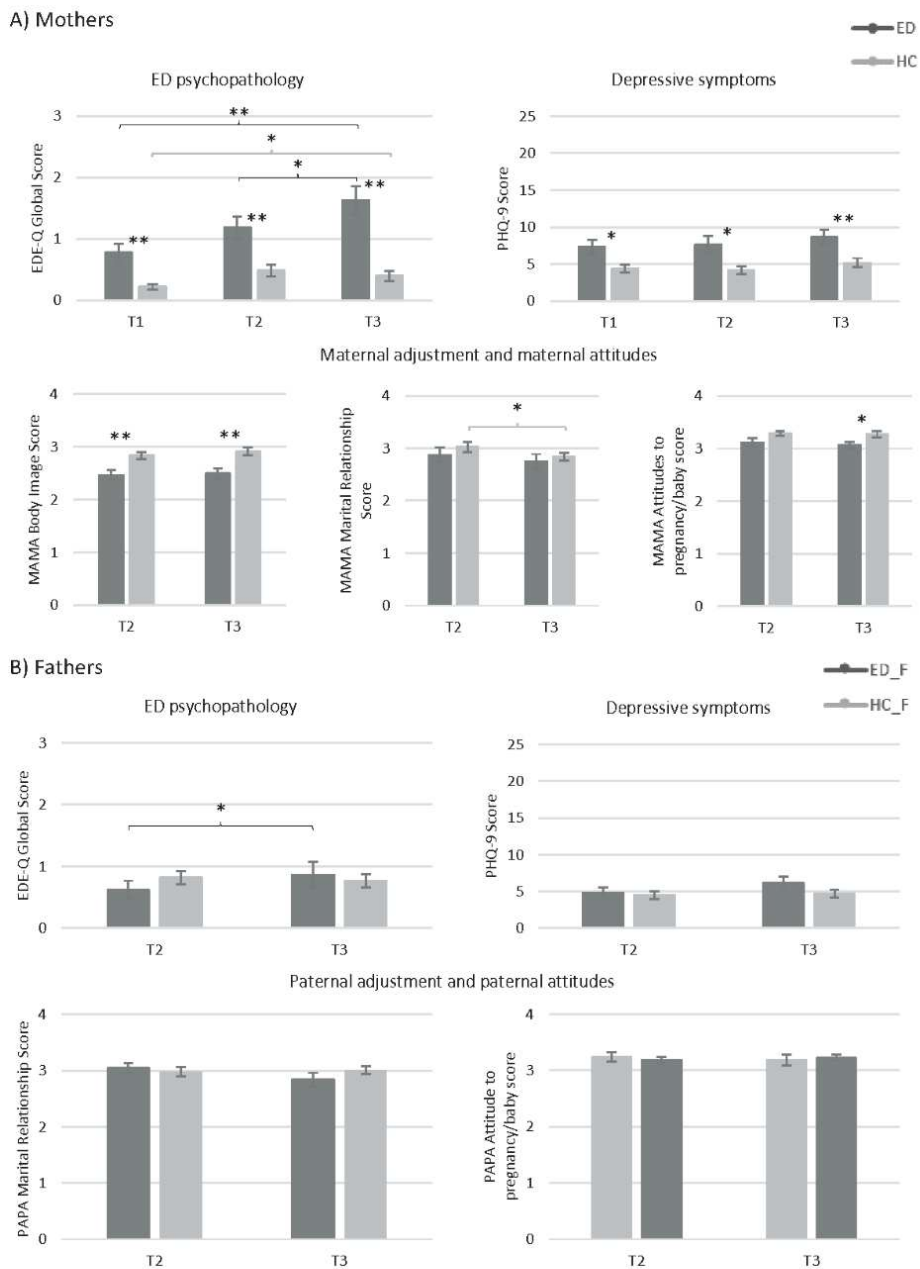 A) Mothers
ED
HC
ED psychopathology
EDE-Q Global Score
3
2
1
0
**
*
*
**
**
**
T1
T2
T3
Depressive symptoms
PHQ-9 Score
25
20
15
10
5
0
*
*
**
T1
T2
T3
Maternal adjustment and maternal attitudes
MAMA Body Image Score
4
3
2
1
0
**
**
T2
T3
MAMA Marital Relationship
Score
4
3
2
1
0
*
T2
T3
MAMA Attitudes to
pregnancy/baby score
4
3
2
1
0
*
T2
T3
B) Fathers
ED_F
HC_F
ED psychopathology
EDE-Q Global Score
3
2
1
0
*
T2
T3
Depressive symptoms
PHQ-9 Score
25
20
15
10
5
0
T2
T3
Paternal adjustment and paternal attitudes
PAPA Marital Relationship Score
4
3
2
1
0
T2
T3
PAPA Attitude to
pregnancy/baby score
4
3
2
1
0
T2
T3